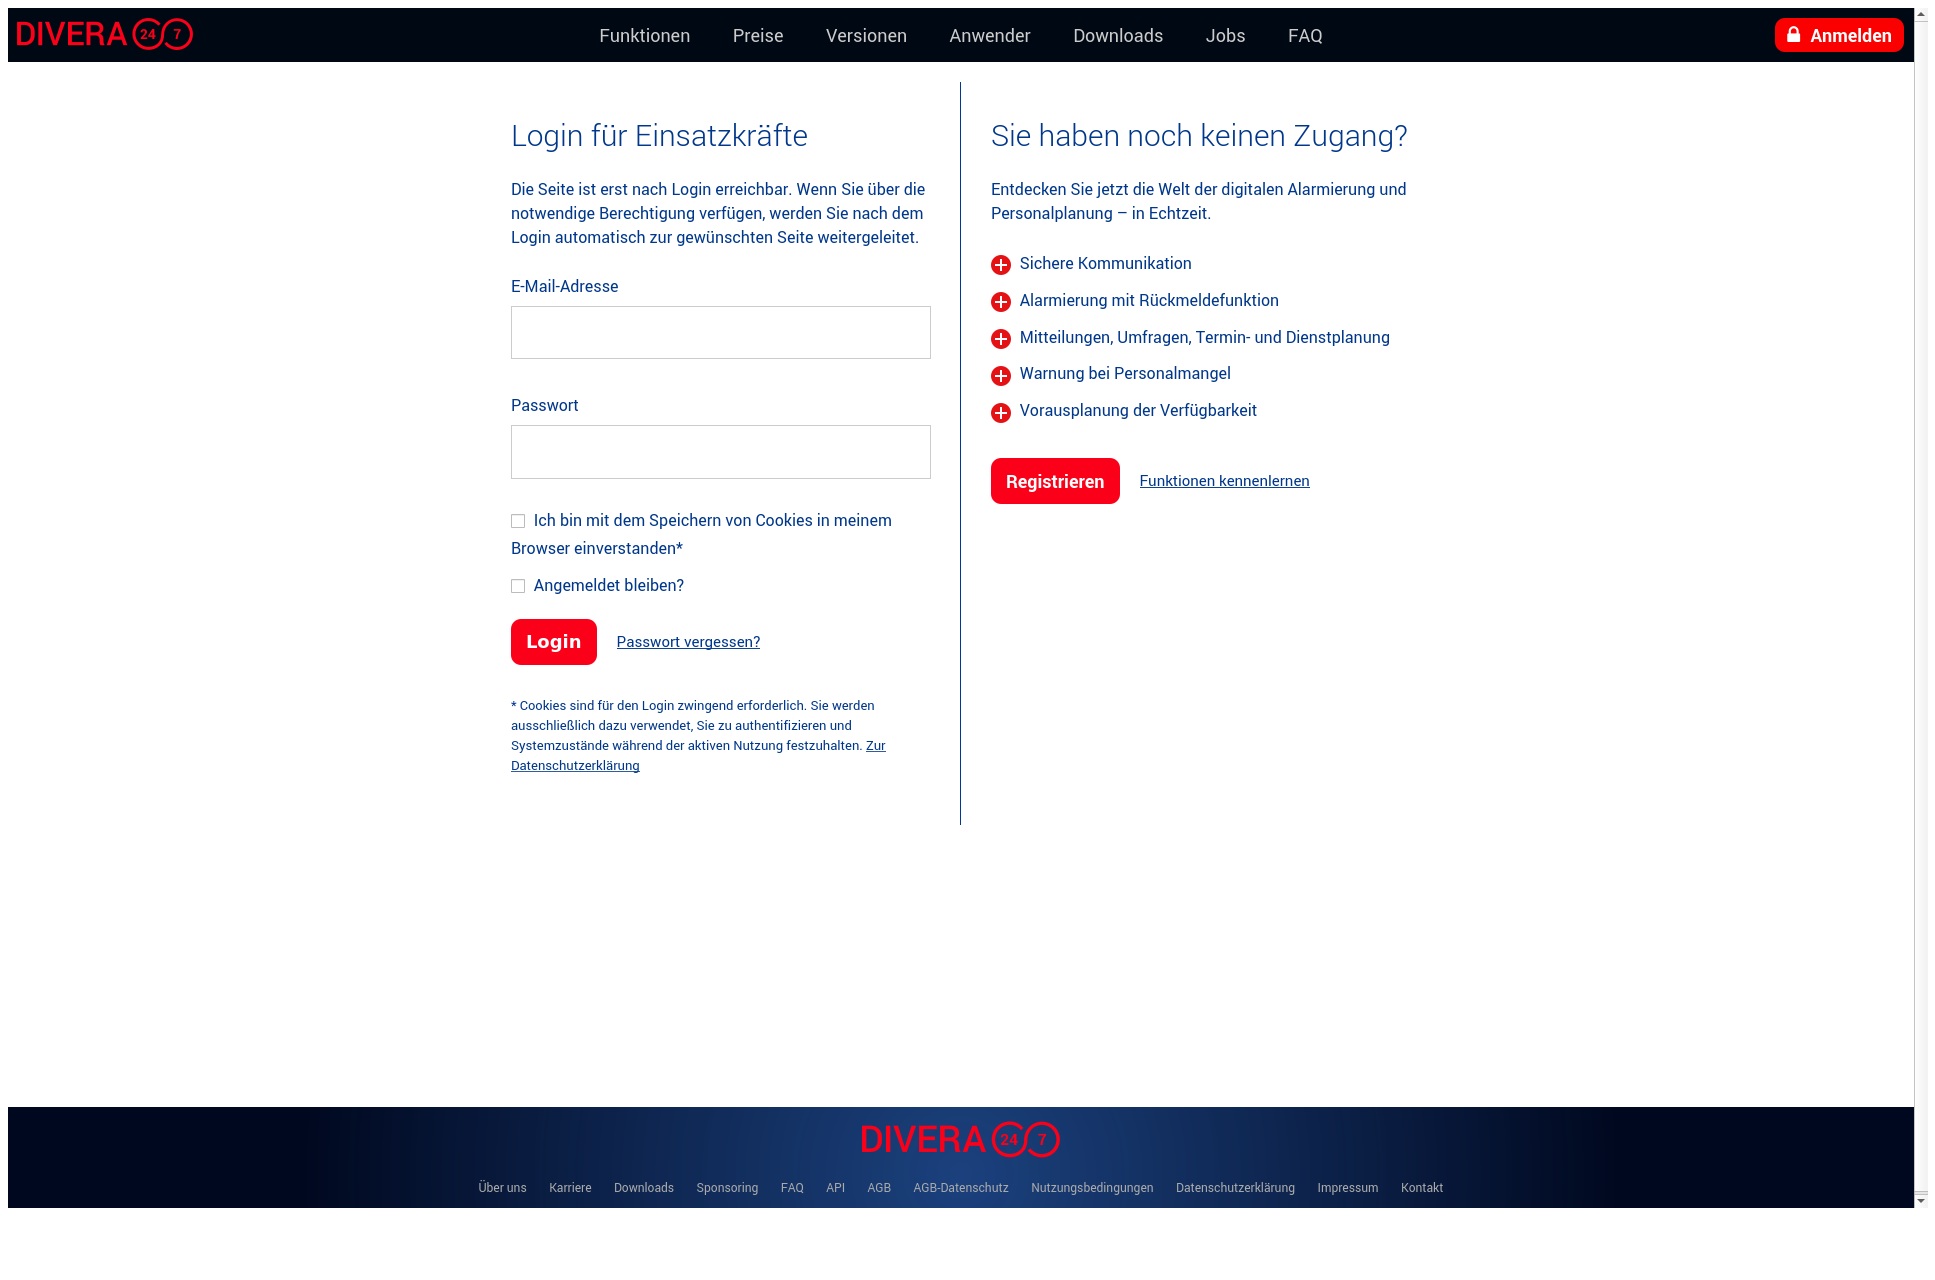 DIVERA 24 7
Funktionen Preise Versionen Anwender Downloads Jobs FAQ
Anmelden
Login für Einsatzkräfte
Die Seite ist erst nach Login erreichbar. Wenn Sie über die
notwendige Berechtigung verfügen, werden Sie nach dem
Login automatisch zur gewünschten Seite weitergeleitet.
E-Mail-Adresse
Passwort
Ich bin mit dem Speichern von Cookies in meinem
Browser einverstanden*
Angemeldet bleiben?
Login Passwort vergessen?
* Cookies sind für den Login zwingend erforderlich. Sie werden
ausschließlich dazu verwendet, Sie zu authentifizieren und
Systemzustände während der aktiven Nutzung festzuhalten. Zur
Datenschutzerklärung
Sie haben noch keinen Zugang?
Entdecken Sie jetzt die Welt der digitalen Alarmierung und
Personalplanung – in Echtzeit.
Sichere Kommunikation
Alarmierung mit Rückmeldefunktion
Mitteilungen, Umfragen, Termin- und Dienstplanung
Warnung bei Personalmangel
Vorausplanung der Verfügbarkeit
Registrieren Funktionen kennenlernen
DIVERA 24 7
Über uns Karriere Downloads Sponsoring FAQ API AGB AGB-Datenschutz Nutzungsbedingungen Datenschutzerklärung Impressum Kontakt